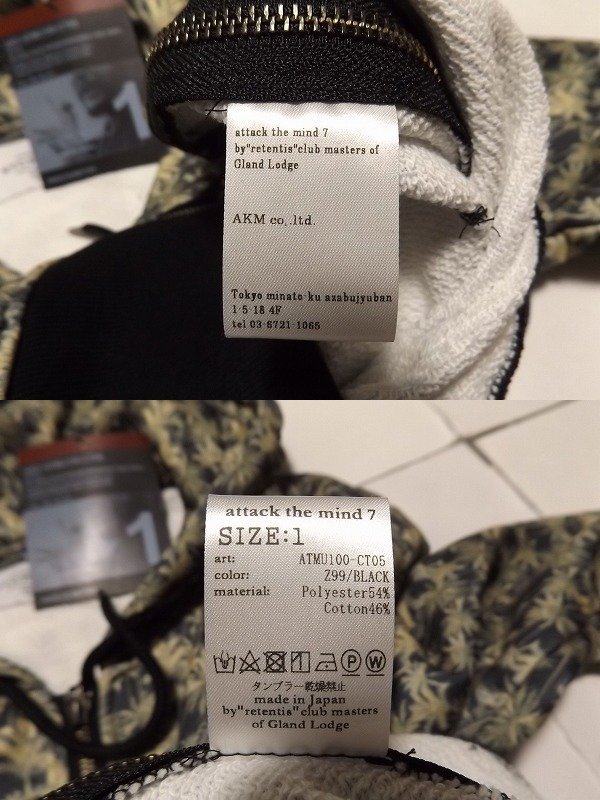 attack the mind 7
by"retentis"club masters of
Gland Lodge
AKM co,.ltd.
Tokyo minato-ku azabujyuban
1-5-18 4F
tel 03-6721-1065
1
attack the mind 7
SIZE:1
art: ATMU100-CT05
color: Z99/BLACK
material: Polyester54%
Cotton46%
P W
タンブラー乾燥禁止
made in Japan
by"retentis"club masters
of Gland Lodge
1